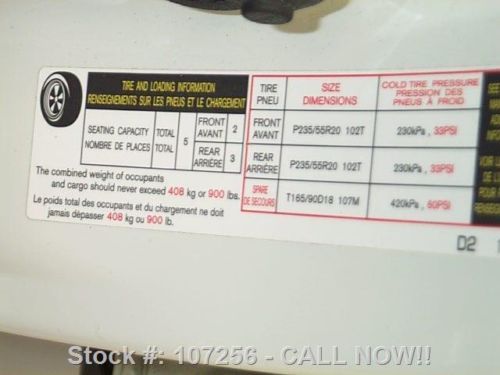 TIRE AND LOADING INFORMATION
RENSEIGNEMENTS SUR LES PNEUS ET LE CHARGEMENT
SEATING CAPACITY TOTAL 5 FRONT AVANT 2
NOMBRE DE PLACES TOTAL REAR ARRIÈRE 3
The combined weight of occupants
and cargo should never exceed 408 kg or 900 lbs.
Le poids total des occupants et du chargement ne doit
jamais dépasser 408 kg ou 900 lb.
TIRE PNEU SIZE DIMENSIONS COLD TIRE PRESSURE PRESSION DES PNEUS À FROID
FRONT AVANT P235/55R20 102T 230kPa, 33PSI
REAR ARRIÈRE P235/55R20 102T 230kPa, 33PSI
SPARE DE SECOURS T165/90D18 107M 420kPa, 60PSI
SEE
D2
Stock #: 107256 - CALL NOW!!